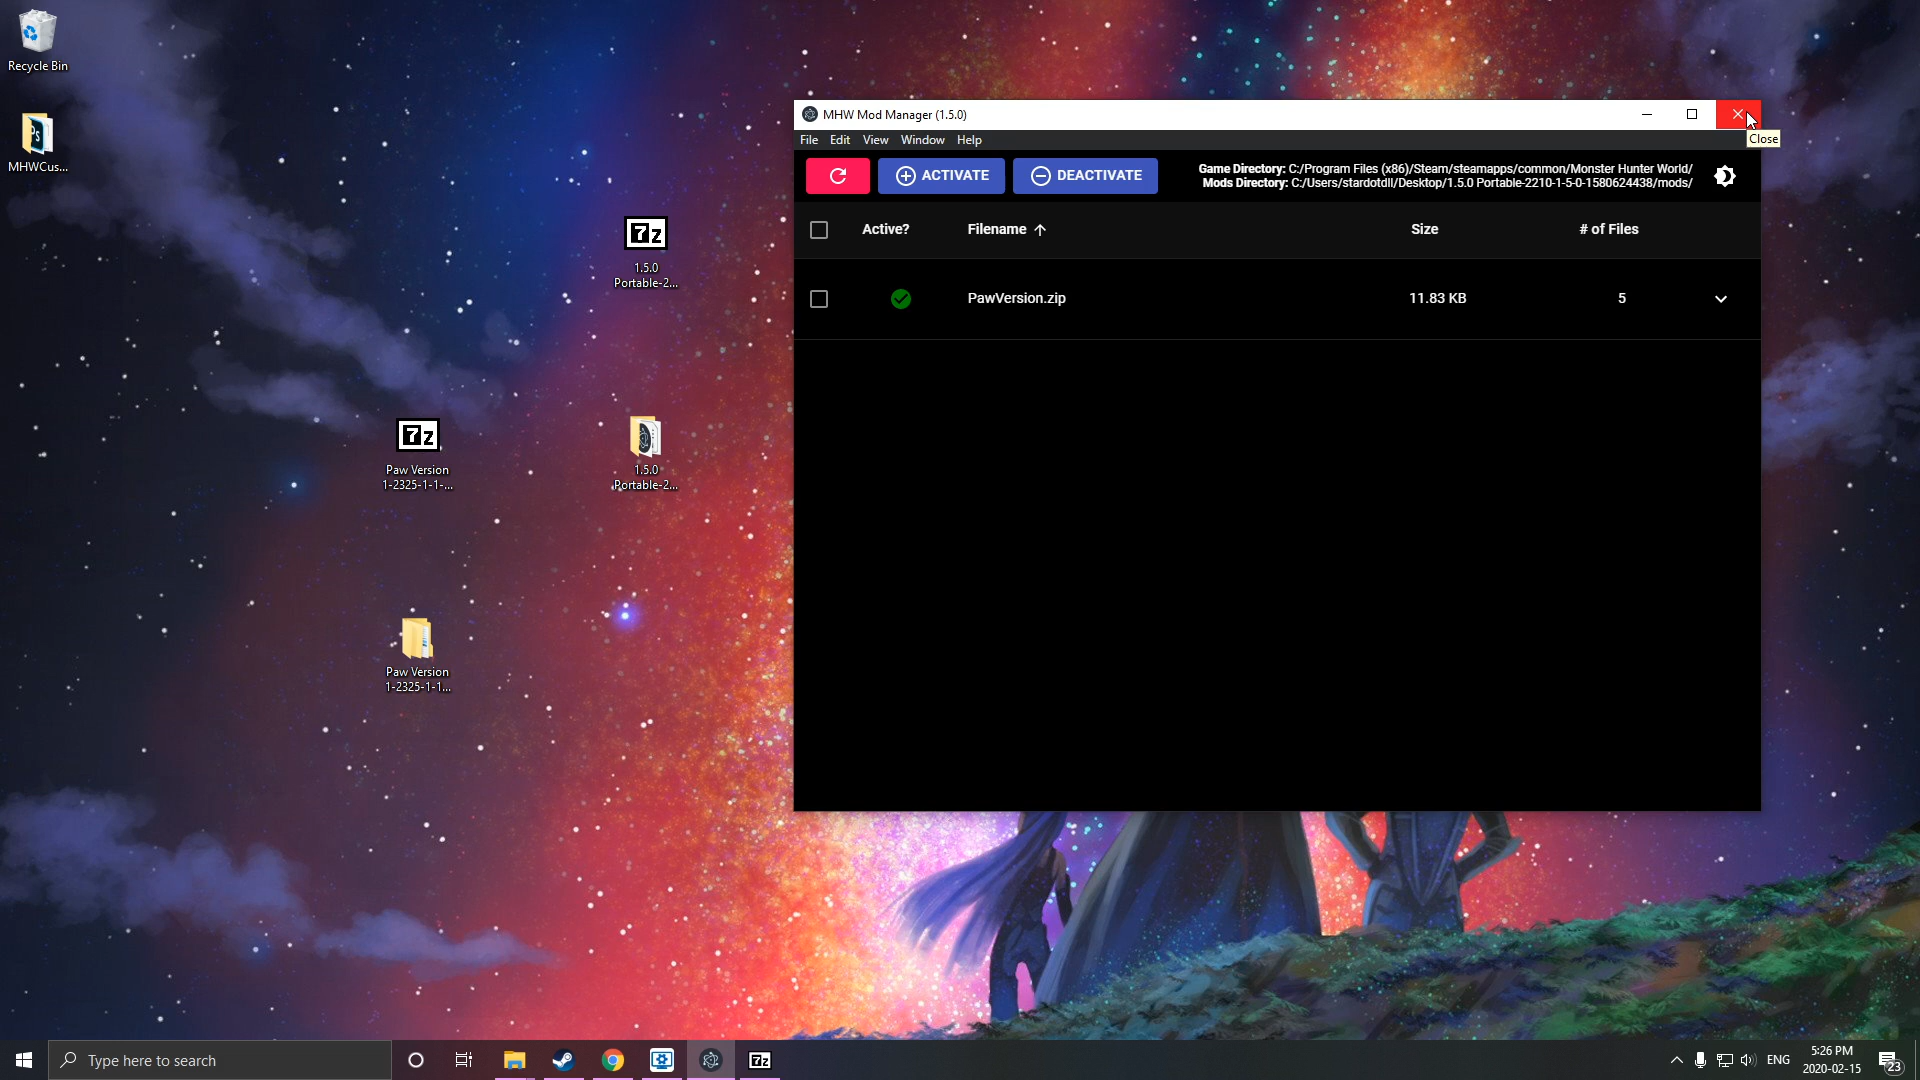 Recycle Bin
MHWCus...
7z
1.5.0
Portable-2...
7z
Paw Version
1-2325-1-1-...
1.5.0
Portable-2...
Paw Version
1-2325-1-1...
MHW Mod Manager (1.5.0)
Close
File Edit View Window Help
ACTIVATE
DEACTIVATE
Game Directory: C:/Program Files (x86)/Steam/steamapps/common/Monster Hunter World/
Mods Directory: C:/Users/stardotdll/Desktop/1.5.0 Portable-2210-1-5-0-1580624438/mods/
Active? Filename Size # of Files
PawVersion.zip 11.83 KB 5
Type here to search
7z
ENG
5:26 PM
2020-02-15
23